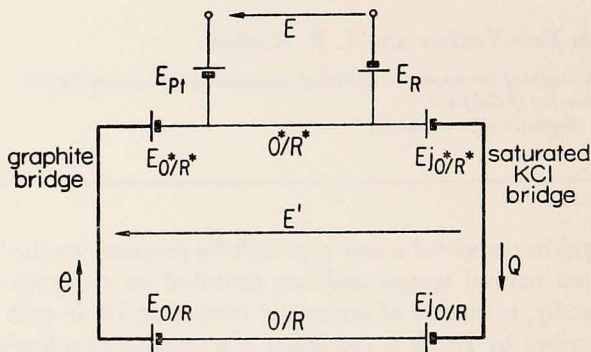 E
E_Pt
E_R
O/R*
E_O*/R*
Ej_O*/R*
graphite
bridge
saturated
KCl
bridge
E'
e
Q
E_O/R
O/R
Ej_O/R